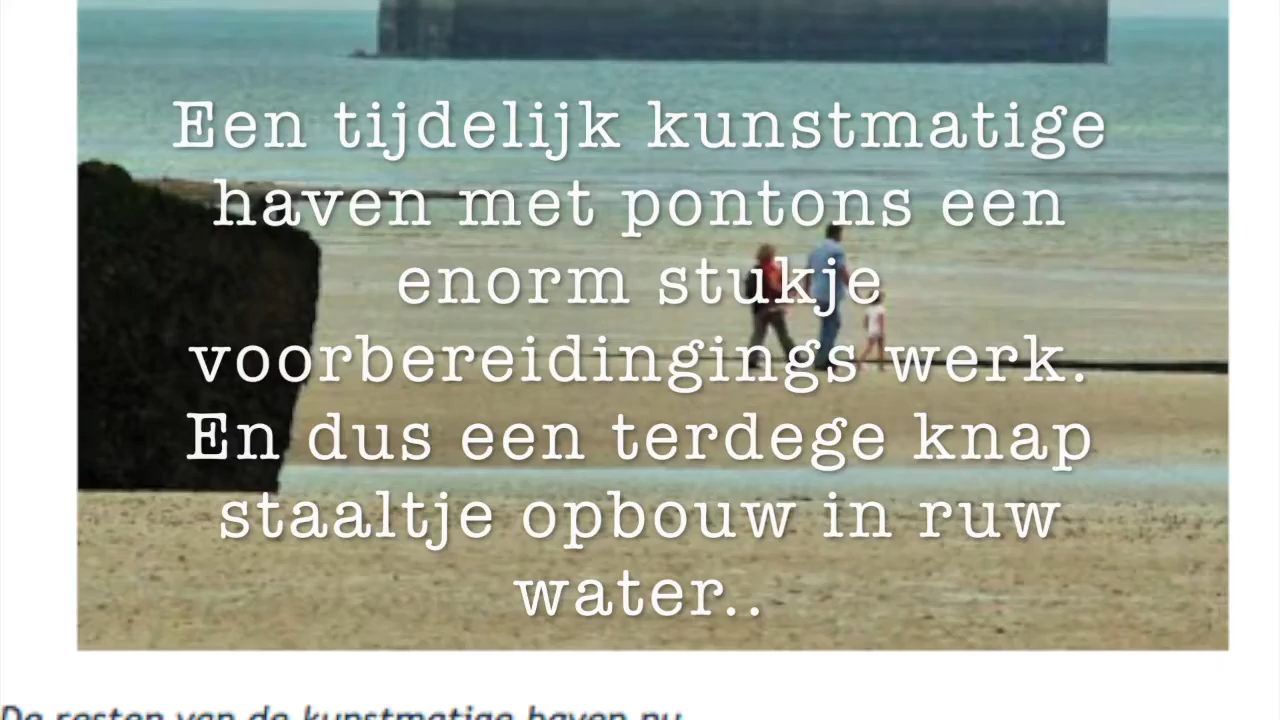 Een tijdelijk kunstmatige
haven met pontons een
enorm stukje
voorbereidingings werk.
En dus een terdege knap
staaltje opbouw in ruw
water..
De resten van de kunstmatige haven nu